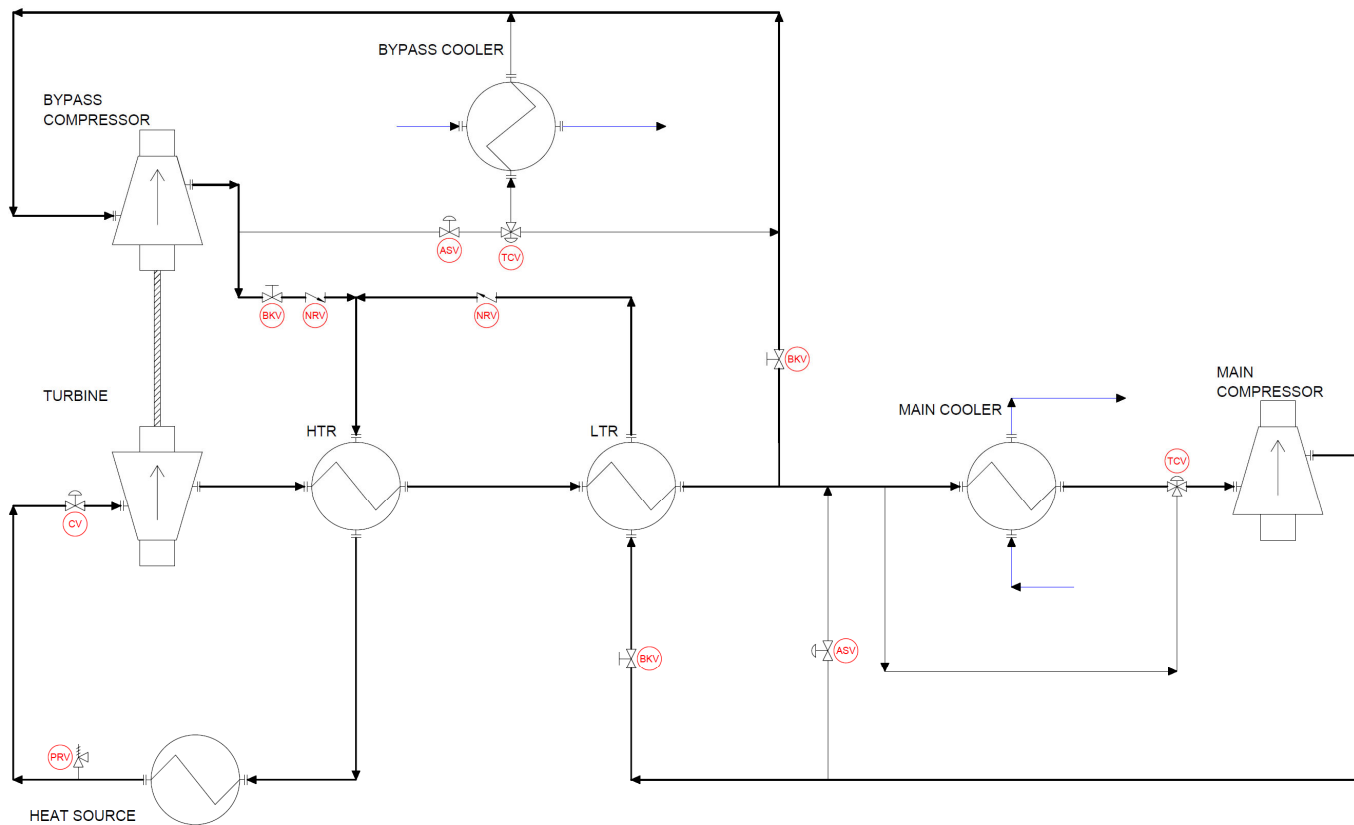 BYPASS COOLER
BYPASS
COMPRESSOR
ASV
TCV
BKV
NRV
NRV
BKV
MAIN
COMPRESSOR
TURBINE
MAIN COOLER
HTR
LTR
TCV
CV
ASV
BKV
PRV
HEAT SOURCE